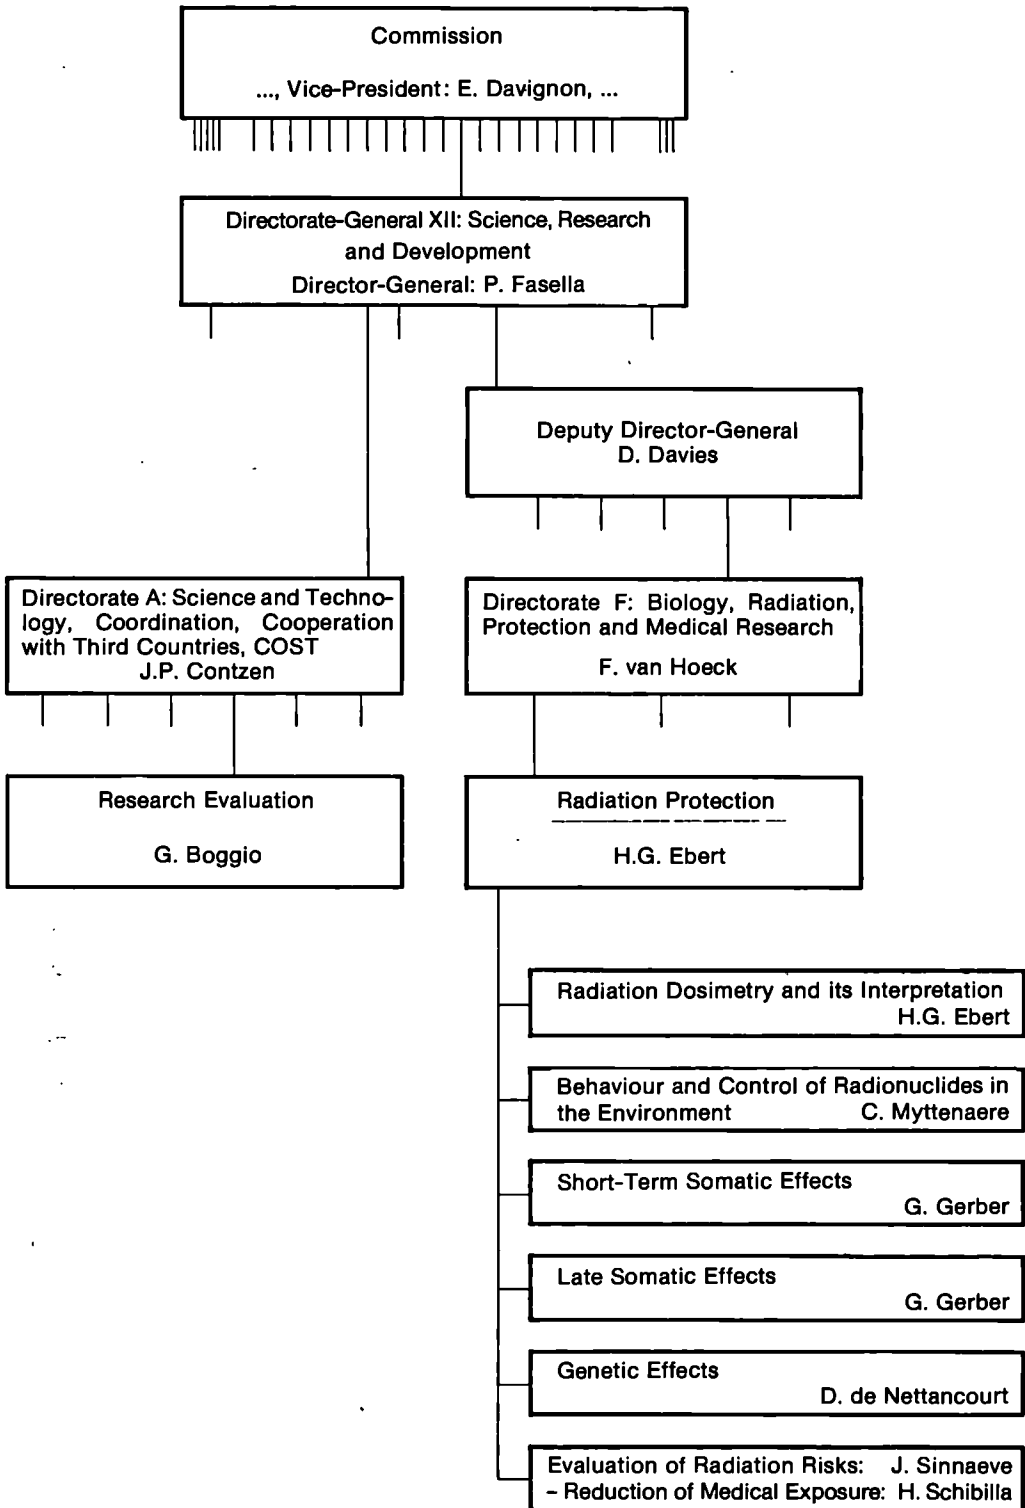 Commission
..., Vice-President: E. Davignon, ...
Directorate-General XII: Science, Research
and Development
Director-General: P. Fasella
Deputy Director-General
D. Davies
Directorate A: Science and Techno-
logy, Coordination, Cooperation
with Third Countries, COST
J.P. Contzen
Directorate F: Biology, Radiation,
Protection and Medical Research
F. van Hoeck
Research Evaluation
G. Boggio
Radiation Protection
H.G. Ebert
Radiation Dosimetry and its Interpretation
H.G. Ebert
Behaviour and Control of Radionuclides in
the Environment C. Myttenaere
Short-Term Somatic Effects
G. Gerber
Late Somatic Effects
G. Gerber
Genetic Effects
D. de Nettancourt
Evaluation of Radiation Risks: J. Sinnaeve
– Reduction of Medical Exposure: H. Schibilla